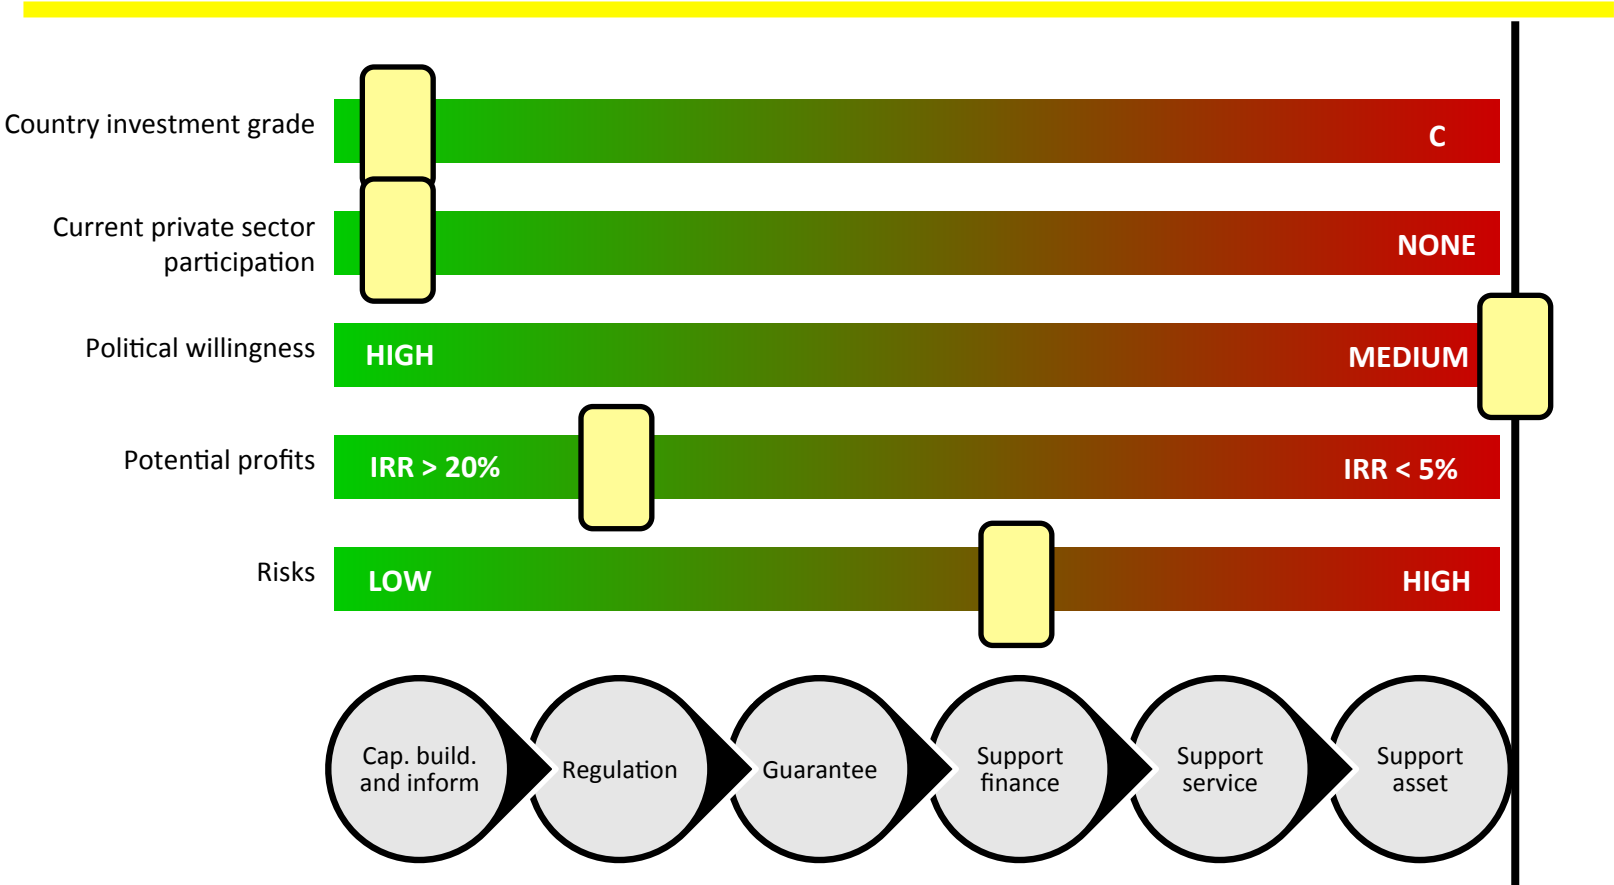 Country investment grade
C
Current private sector
participation
NONE
Political willingness
HIGH
MEDIUM
Potential profits
IRR > 20%
IRR < 5%
Risks
LOW
HIGH
Cap. build.
and inform
Regulation
Guarantee
Support
finance
Support
service
Support
asset